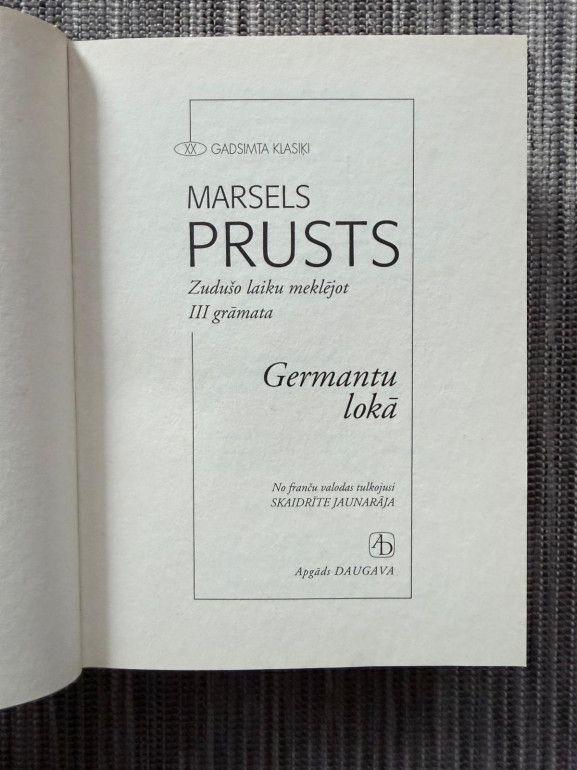 XX GADSIMTA KLASIĶI
MARSELS
PRUSTS
Zudušo laiku meklējot
III grāmata
Germantu
lokā
No franču valodas tulkojusi
SKAIDRĪTE JAUNARĀJA
AD
Apgāds DAUGAVA